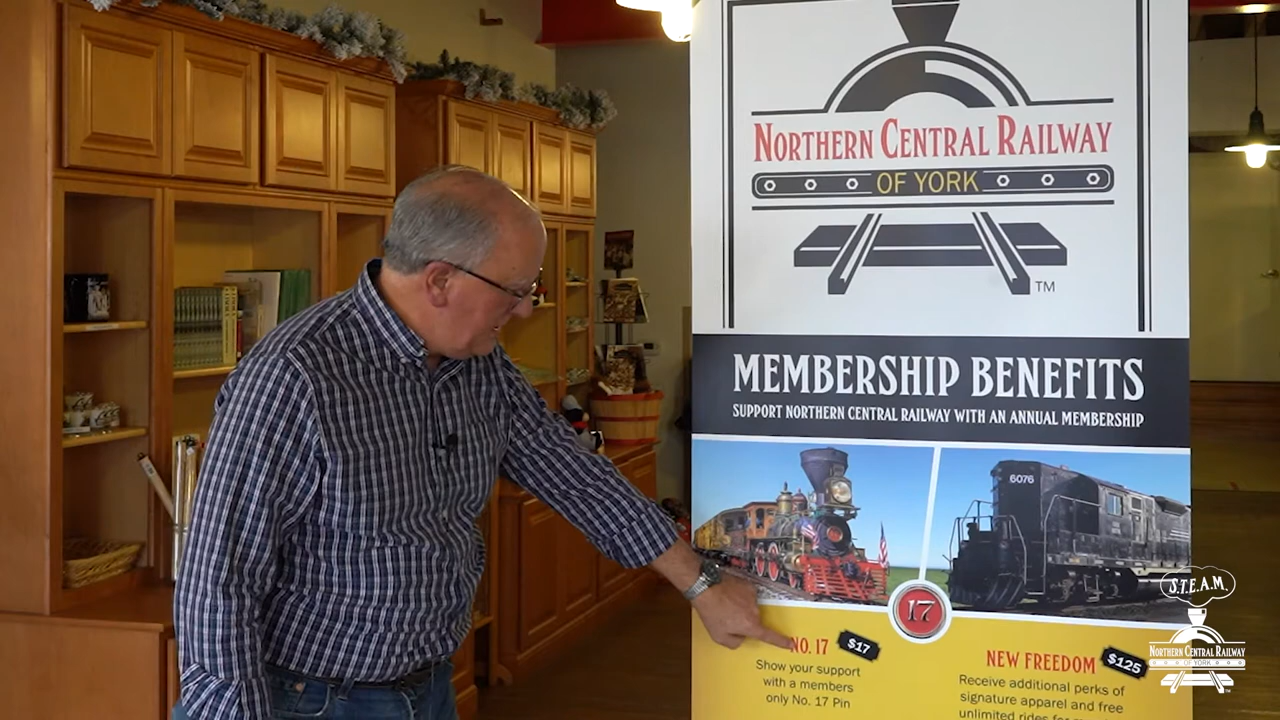 NORTHERN CENTRAL RAILWAY
OF YORK
TM
MEMBERSHIP BENEFITS
SUPPORT NORTHERN CENTRAL RAILWAY WITH AN ANNUAL MEMBERSHIP
6076
17
NO. 17
$17
Show your support
with a members
only No. 17 Pin
NEW FREEDOM
$125
Receive additional perks of
signature apparel and free
unlimited rides for
S.T.E.A.M.
NORTHERN CENTRAL RAILWAY
OF YORK